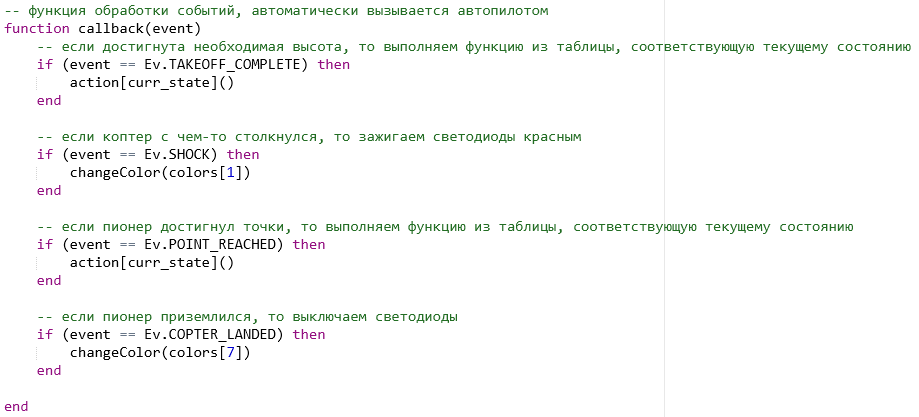 -- функция обработки событий, автоматически вызывается автопилотом
function callback(event)
    -- если достигнута необходимая высота, то выполняем функцию из таблицы, соответствующую текущему состоянию
    if (event == Ev.TAKEOFF_COMPLETE) then
        action[curr_state]()
    end

    -- если коптер с чем-то столкнулся, то зажигаем светодиоды красным
    if (event == Ev.SHOCK) then
        changeColor(colors[1])
    end

    -- если пионер достигнул точки, то выполняем функцию из таблицы, соответствующую текущему состоянию
    if (event == Ev.POINT_REACHED) then
        action[curr_state]()
    end

    -- если пионер приземлился, то выключаем светодиоды
    if (event == Ev.COPTER_LANDED) then
        changeColor(colors[7])
    end

end